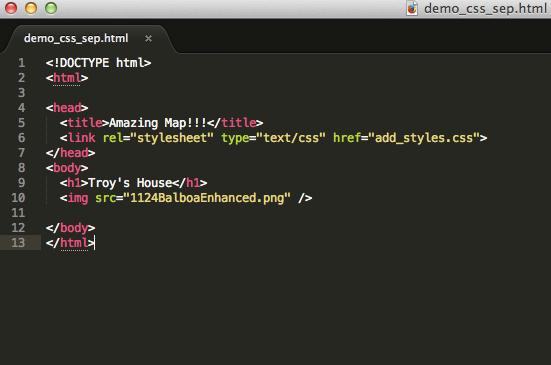 demo_css_sep.html
demo_css_sep.html ×
1 <!DOCTYPE html>
2 <html>
3
4 <head>
5   <title>Amazing Map!!!</title>
6   <link rel="stylesheet" type="text/css" href="add_styles.css">
7 </head>
8 <body>
9   <h1>Troy's House</h1>
10   <img src="1124BalboaEnhanced.png" />
11
12 </body>
13 </html>